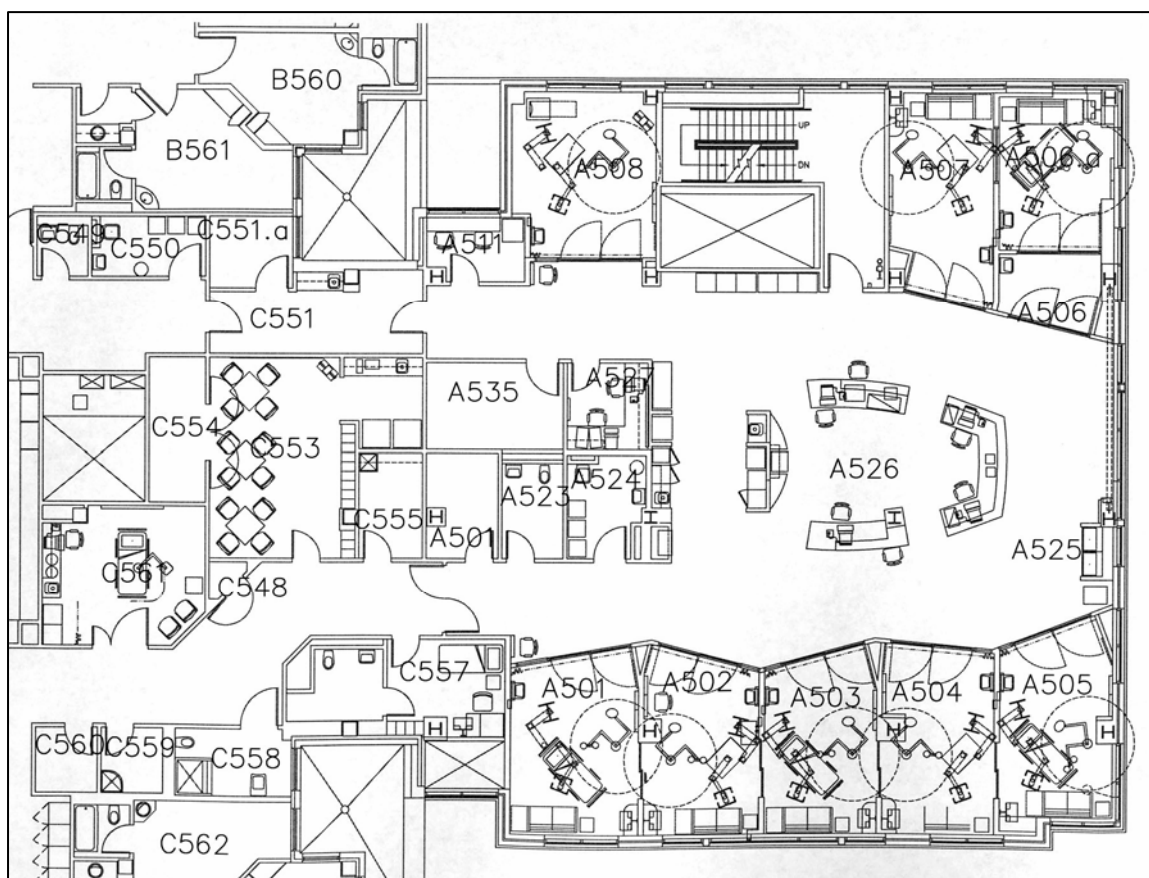 B560
UP
B561
A508
DN
A507
A506.a
C549
C550
C551.a
A511
H
H
H
H
C551
A506
A535
A527
C554
C553
A526
A523
A524
C555
H
A501
H
H
H
A525
C561
C548
C557
A501
A502
A503
A504
A505
H
H
H
H
C560
C559
C558
C562